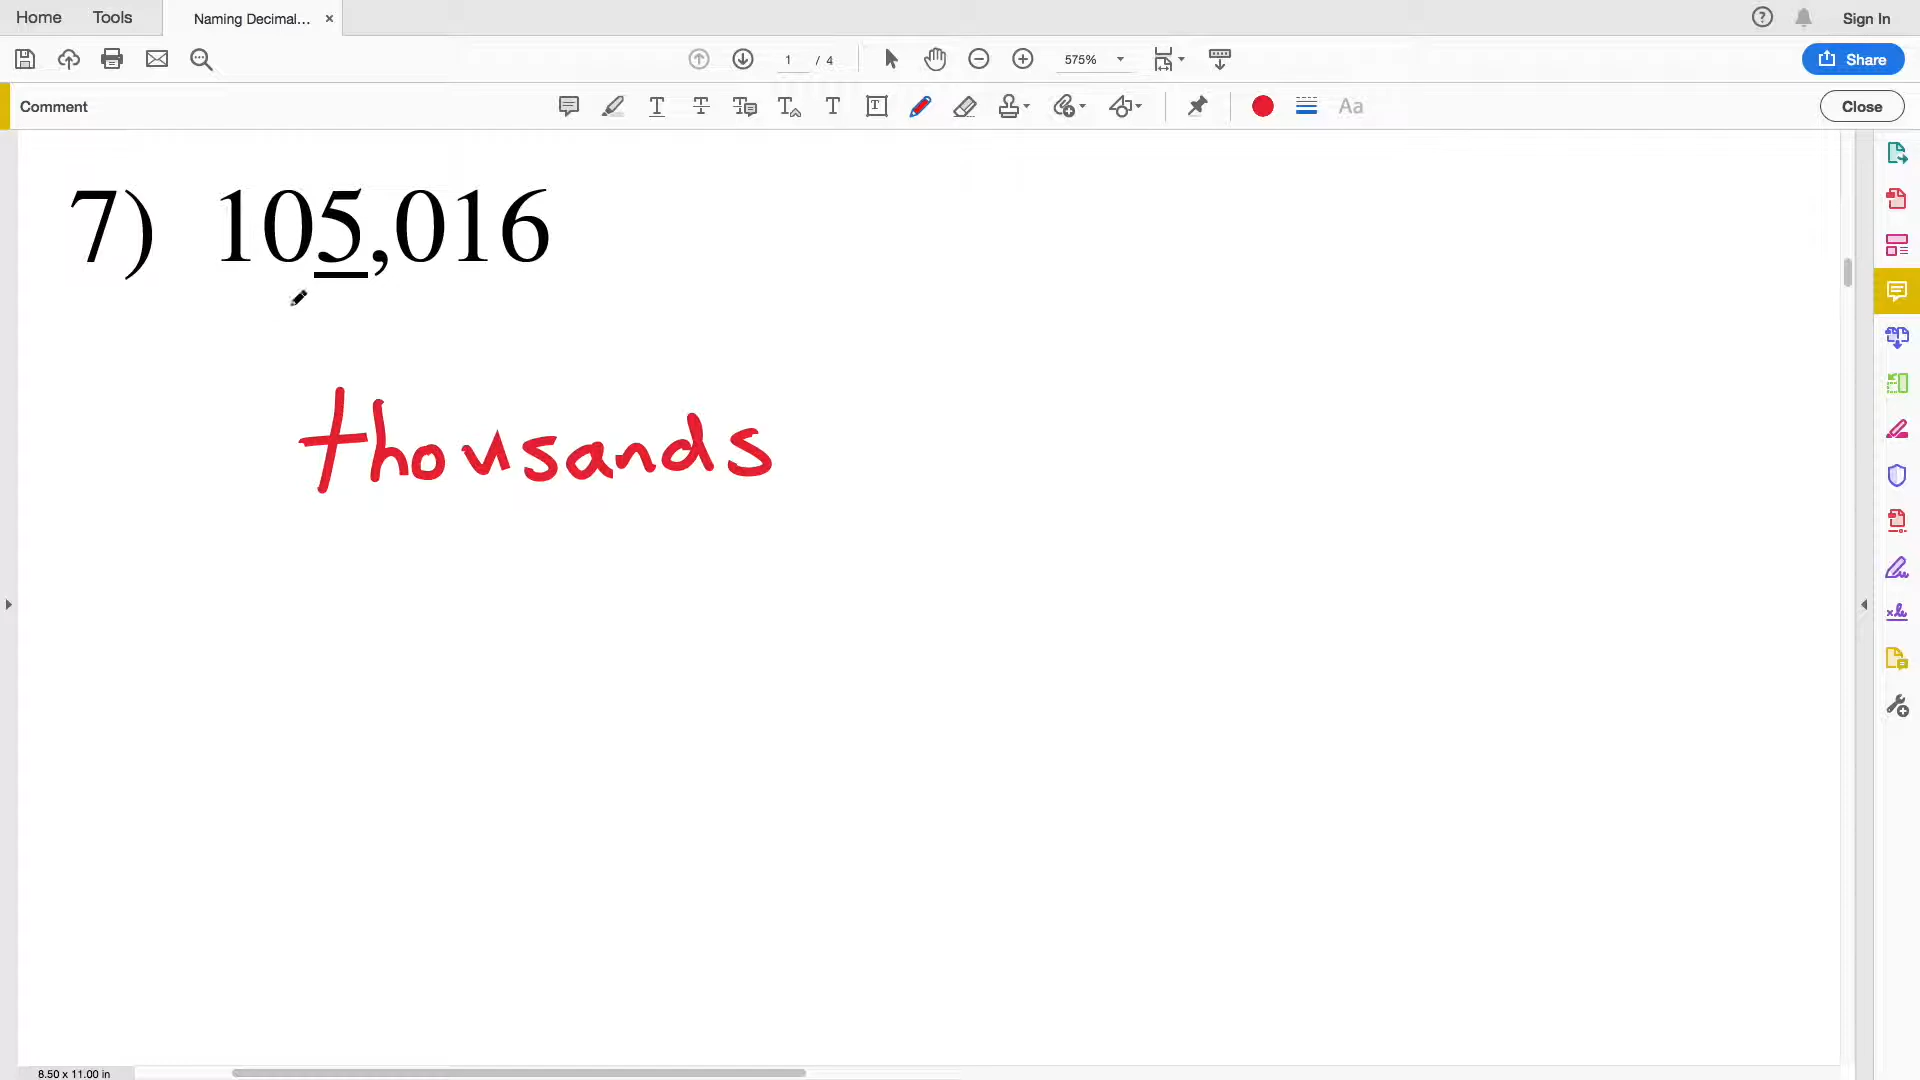 Home Tools Naming Decimal... × Sign In
1 / 4 575% Share
Comment Aa Close
7) 105,016
thousands
8.50 x 11.00 in